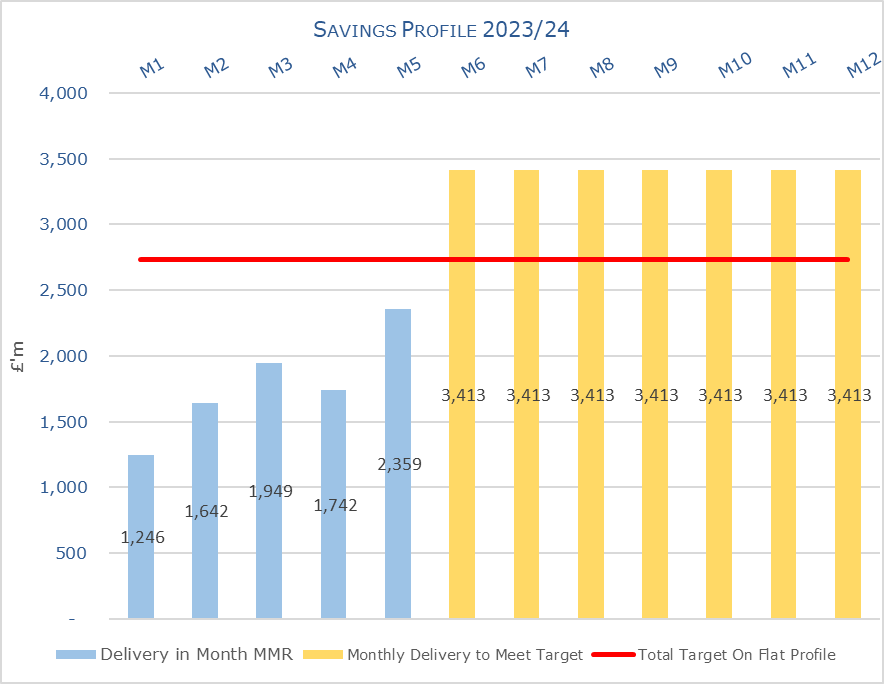 SAVINGS PROFILE 2023/24
M1 M2 M3 M4 M5 M6 M7 M8 M9 M10 M11 M12
4,000
3,500
3,000
2,500
2,000
1,500
1,000
500
-
£'m
1,246 1,642 1,949 1,742 2,359 3,413 3,413 3,413 3,413 3,413 3,413 3,413
Delivery in Month MMR Monthly Delivery to Meet Target Total Target On Flat Profile